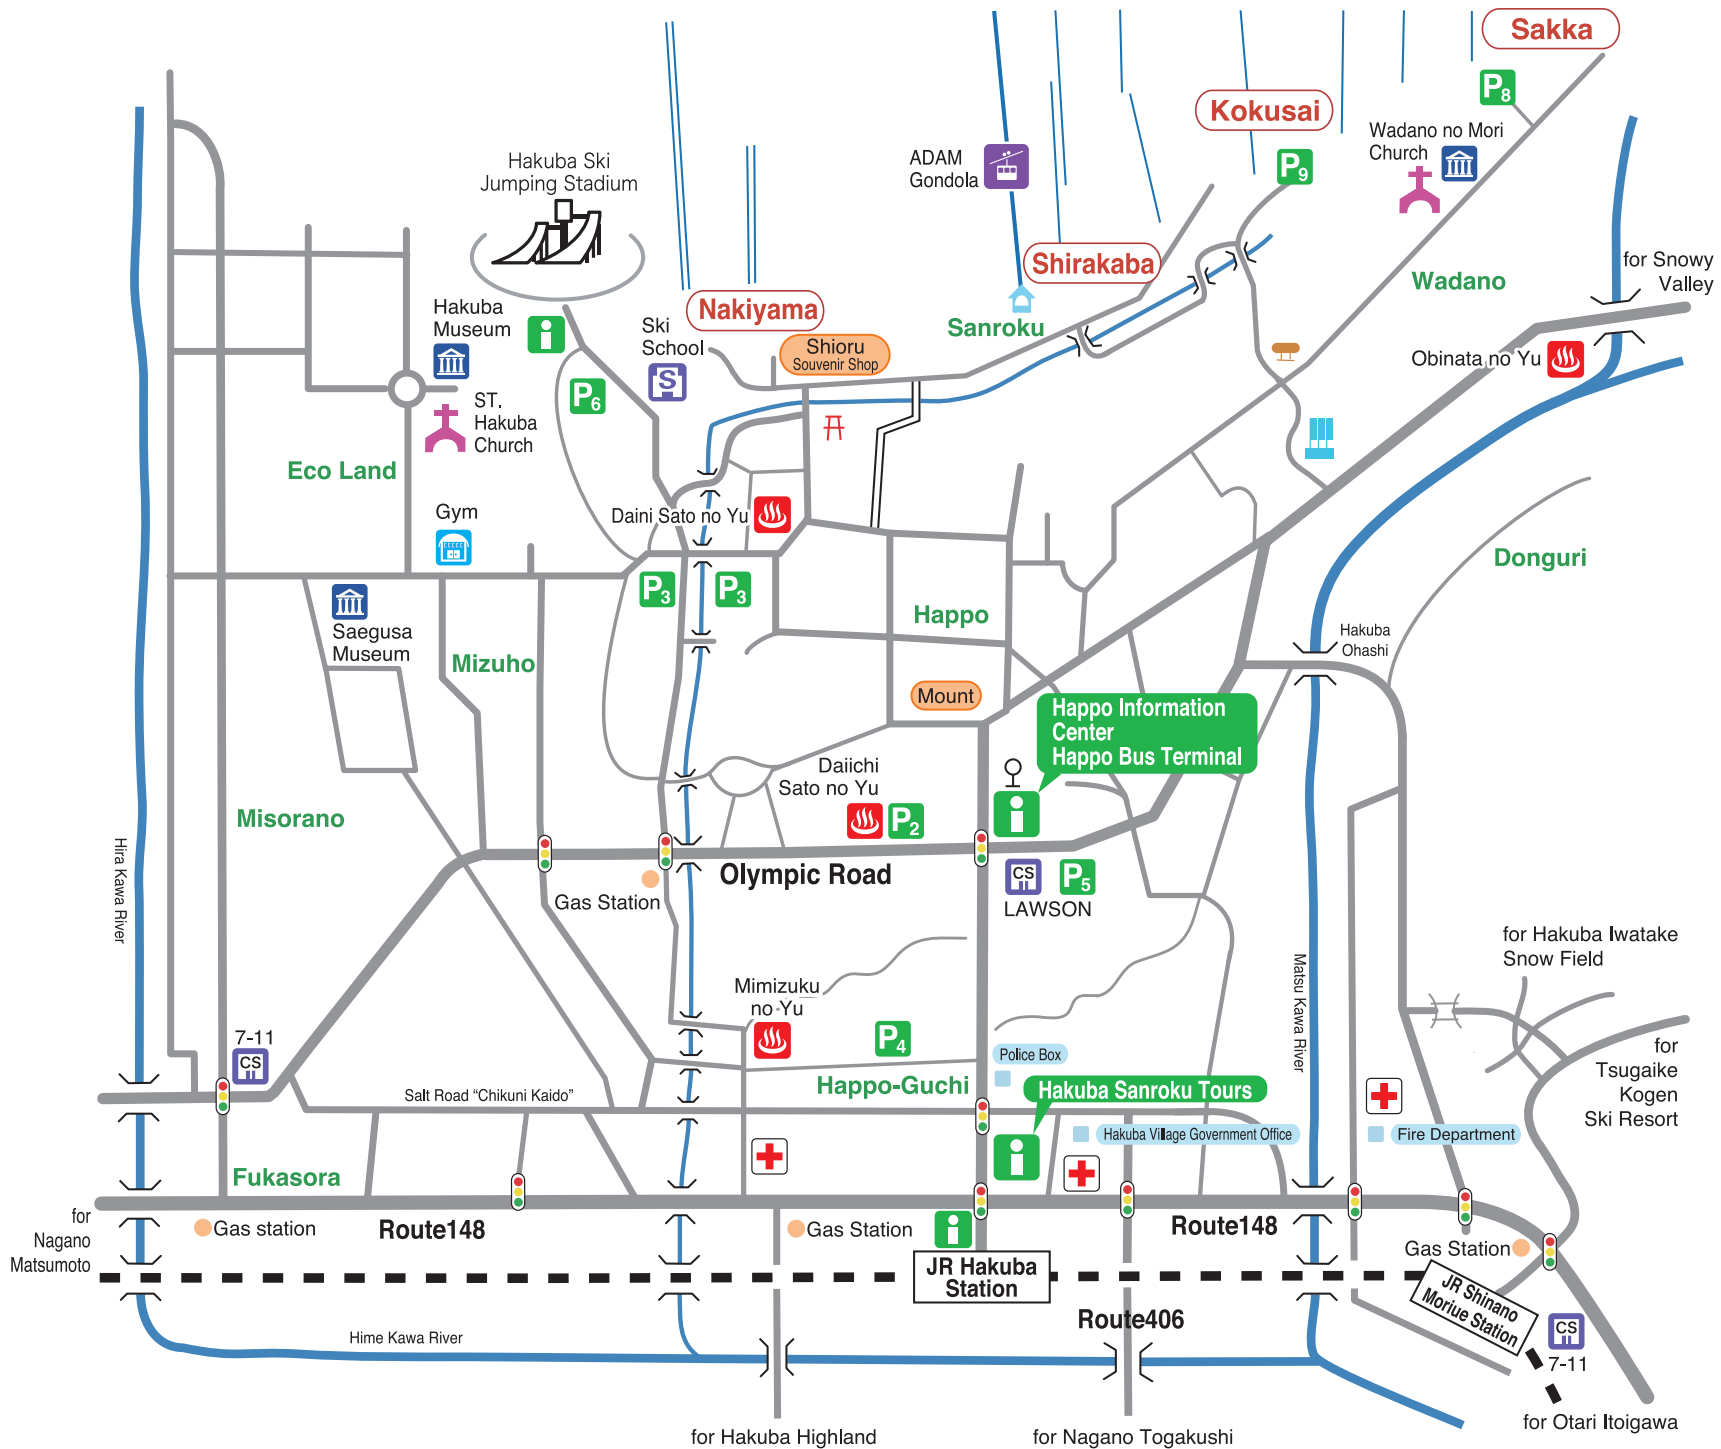 Sakka
P8
Kokusai
Wadano no Mori
Church
Hakuba Ski
Jumping Stadium
ADAM
Gondola
P9
Shirakaba
for Snowy
Valley
Wadano
Nakiyama
Hakuba
Museum
i
Ski
School
S
Sanroku
Shioru
Souvenir Shop
Obinata no Yu
P6
ST.
Hakuba
Church
Eco Land
Gym
Daini Sato no Yu
Donguri
P3
P3
Happo
Saegusa
Museum
Hakuba
Ohashi
Mizuho
Mount
Happo Information
Center
Happo Bus Terminal
Daiichi
Sato no Yu
P2
i
Misorano
Hira Kawa River
Olympic Road
CS
P5
LAWSON
Gas Station
for Hakuba Iwatake
Snow Field
Matsu Kawa River
Mimizuku
no Yu
P4
7-11
CS
Police Box
for
Tsugaike
Kogen
Ski Resort
Happo-Guchi
Hakuba Sanroku Tours
Salt Road “Chikuni Kaido”
Hakuba Village Government Office
Fire Department
i
Fukasora
for
Nagano
Matsumoto
Gas station
Route148
Gas Station
i
Route148
Gas Station
JR Hakuba
Station
JR Shinano
Moriue Station
Route406
Hime Kawa River
CS
7-11
for Otari Itoigawa
for Hakuba Highland
for Nagano Togakushi